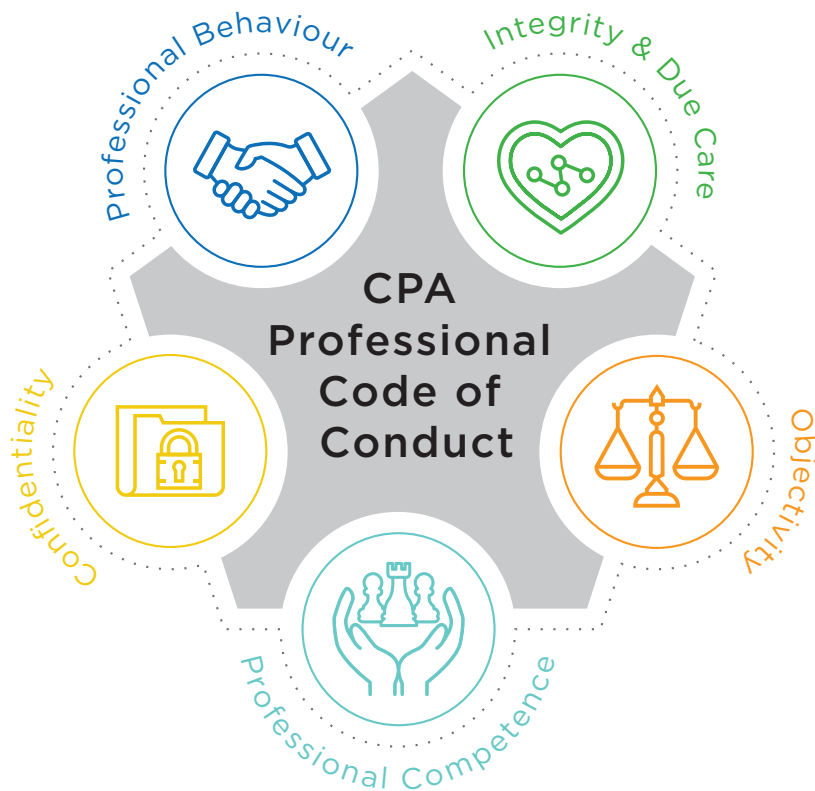 Professional Behaviour
Integrity & Due Care
CPA
Professional
Code of
Conduct
Confidentiality
Objectivity
Professional Competence